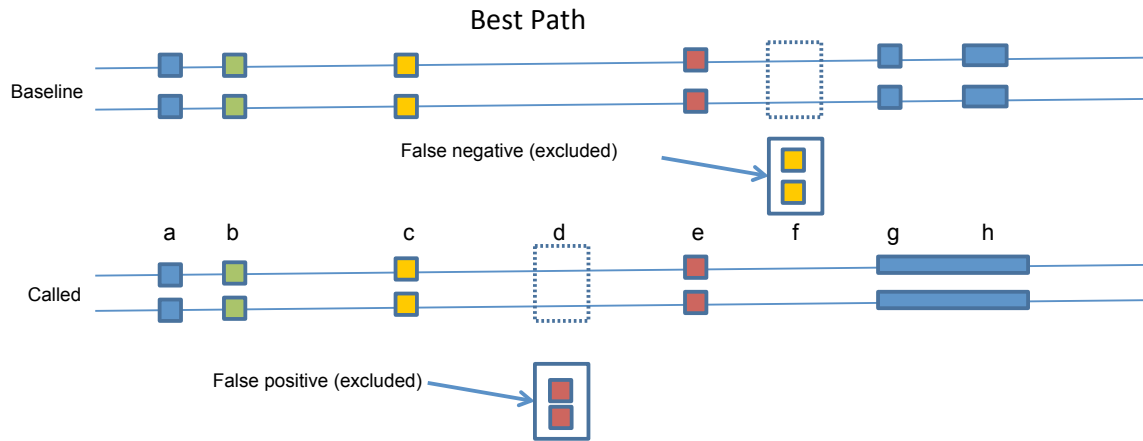 Best Path
Baseline
False negative (excluded)
a b c d e f g h
Called
False positive (excluded)